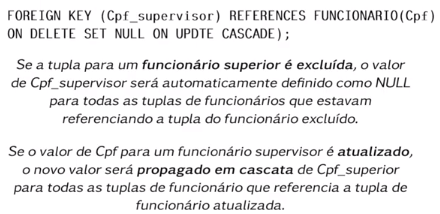 FOREIGN KEY (Cpf_supervisor) REFERENCES FUNCIONARIO(Cpf)
ON DELETE SET NULL ON UPDTE CASCADE);
Se a tupla para um funcionário superior é excluída, o valor
de Cpf_supervisor será automaticamente definido como NULL
para todas as tuplas de funcionários que estavam
referenciando a tupla do funcionário excluído.
Se o valor de Cpf para um funcionário supervisor é atualizado,
o novo valor será propagado em cascata de Cpf_superior
para todas as tuplas de funcionário que referencia a tupla de
funcionário atualizada.